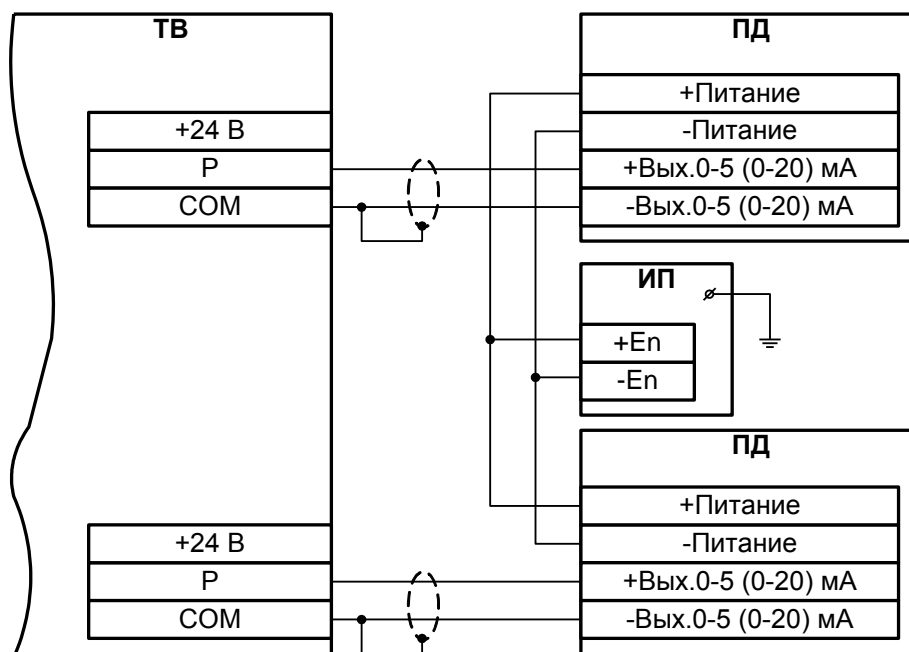 ТВ
+24 В
Р
СОМ
+24 В
Р
СОМ
ПД
+Питание
-Питание
+Вых.0-5 (0-20) мА
-Вых.0-5 (0-20) мА
ИП
+En
-En
ПД
+Питание
-Питание
+Вых.0-5 (0-20) мА
-Вых.0-5 (0-20) мА